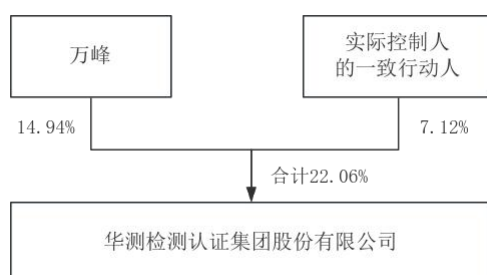 万峰
实际控制人
的一致行动人
14.94%
7.12%
合计22.06%
华测检测认证集团股份有限公司